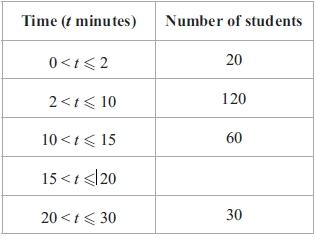 Time (t minutes) Number of students
0 < t ⩽ 2 20
2 < t ⩽ 10 120
10 < t ⩽ 15 60
15 < t ⩽ 20
20 < t ⩽ 30 30